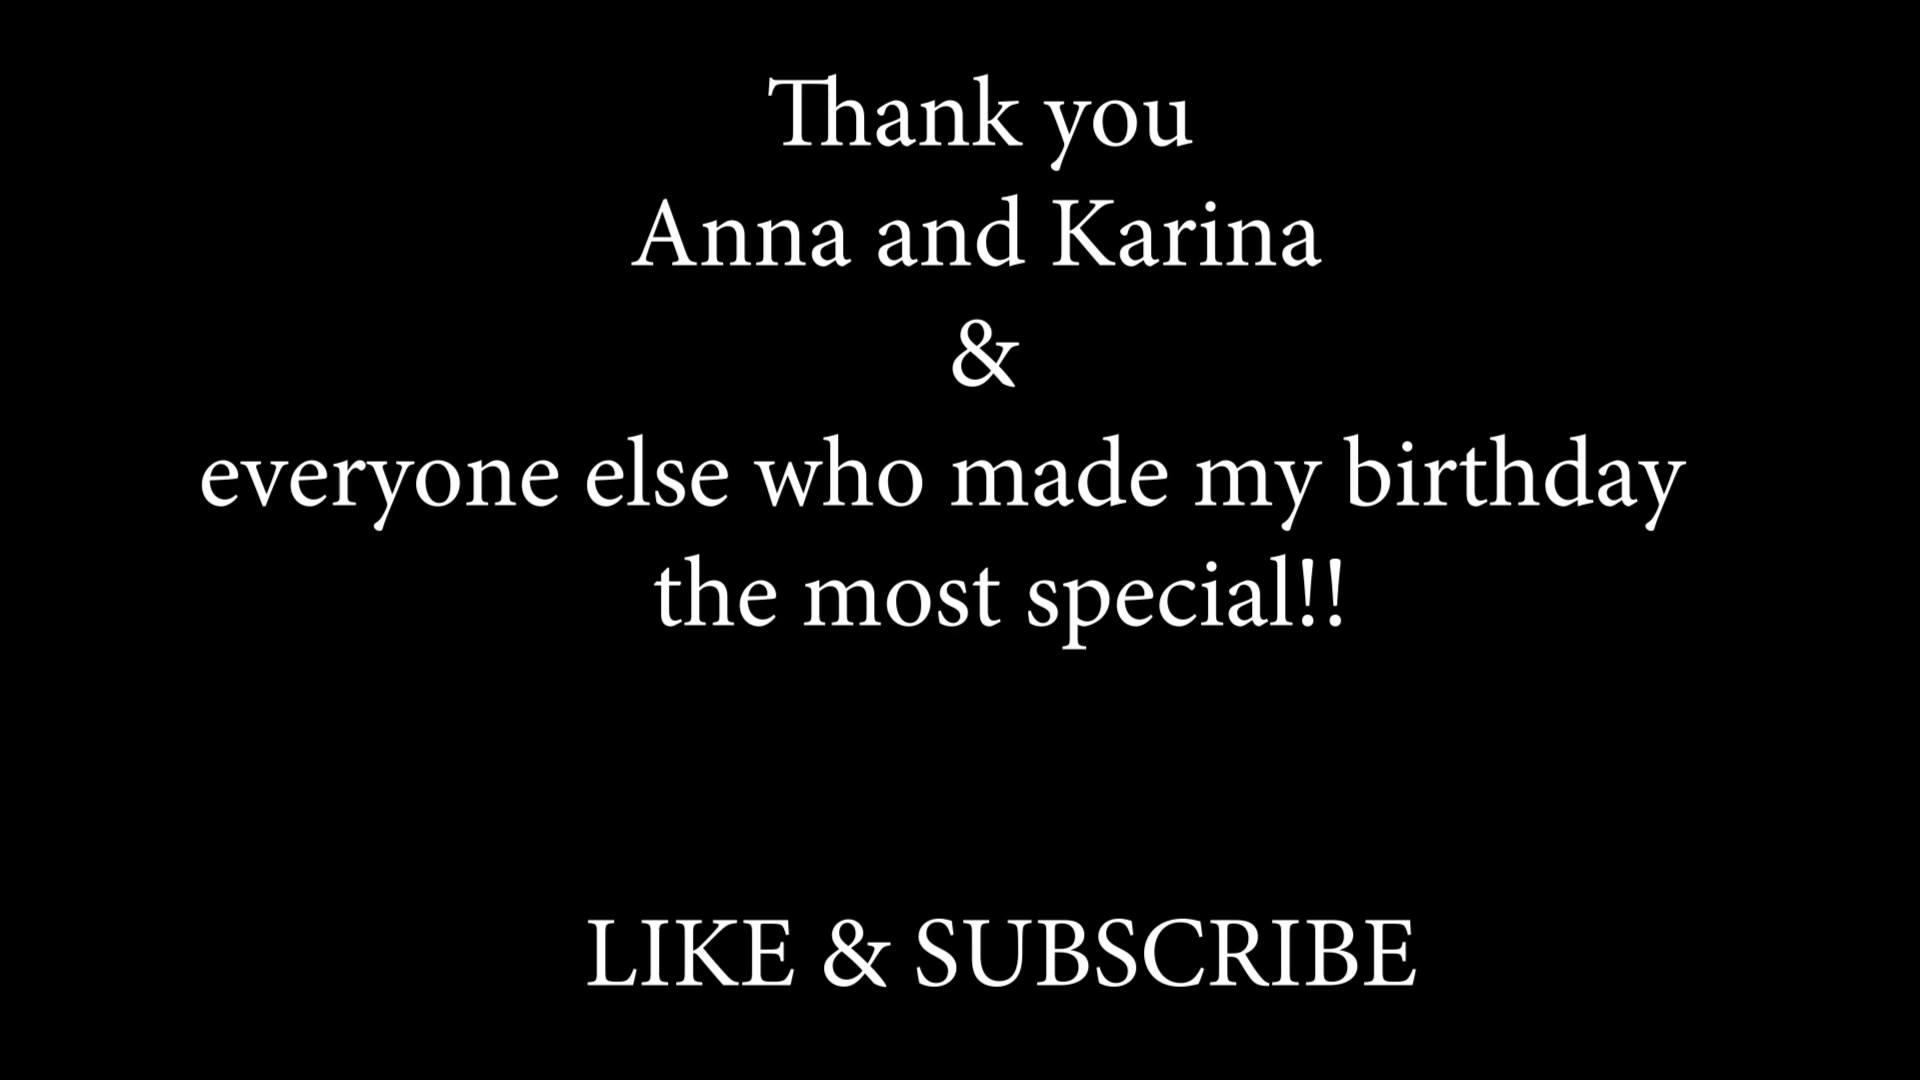 Thank you
Anna and Karina
&
everyone else who made my birthday
the most special!!
LIKE & SUBSCRIBE